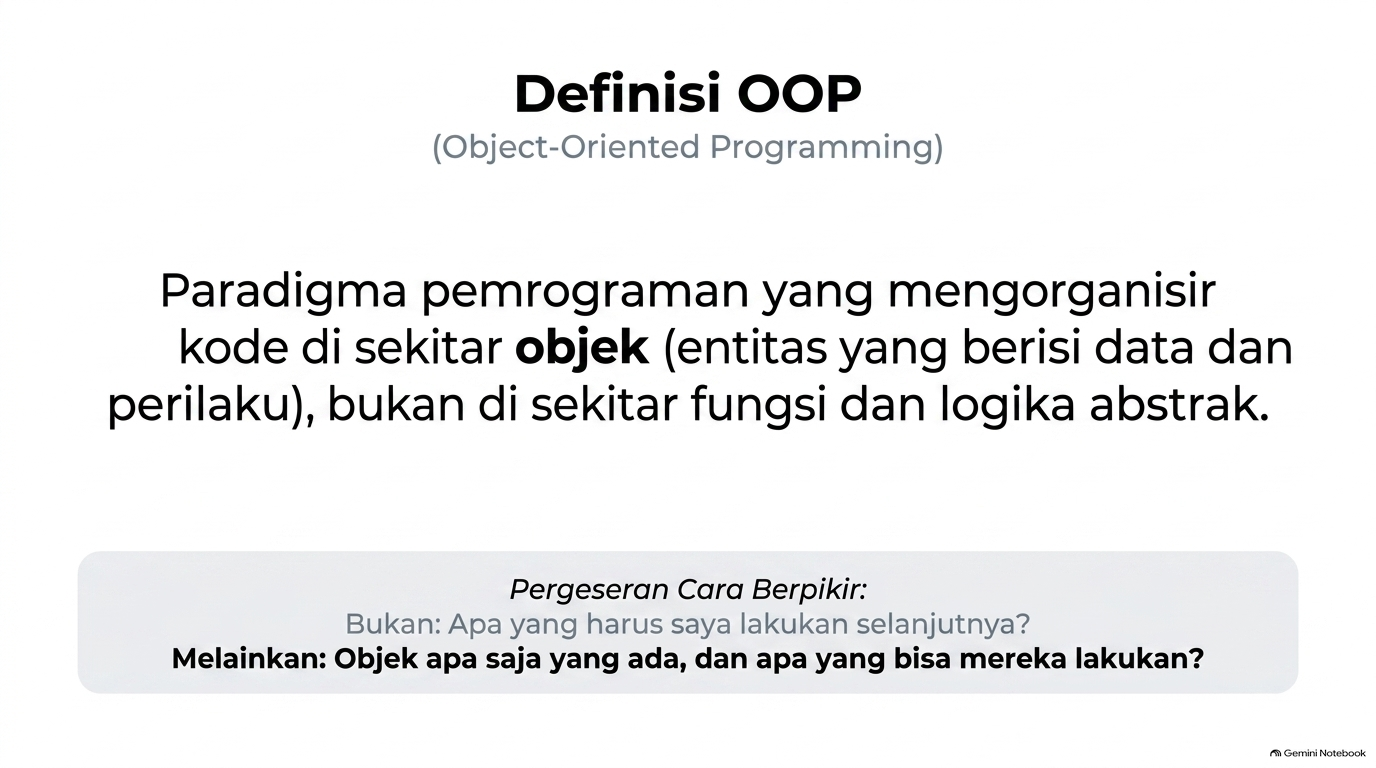 Definisi OOP
(Object-Oriented Programming)
Paradigma pemrograman yang mengorganisir
kode di sekitar objek (entitas yang berisi data dan
perilaku), bukan di sekitar fungsi dan logika abstrak.
Pergeseran Cara Berpikir:
Bukan: Apa yang harus saya lakukan selanjutnya?
Melainkan: Objek apa saja yang ada, dan apa yang bisa mereka lakukan?
Gemini Notebook